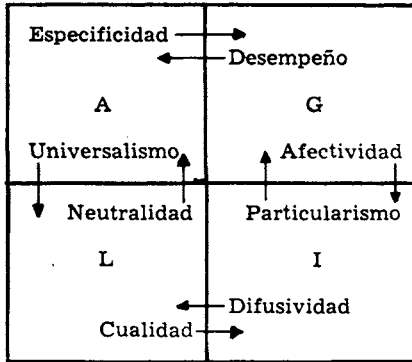 Especificidad
Desempeño
A G
Universalismo Afectividad
Neutralidad Particularismo
L I
Difusividad
Cualidad